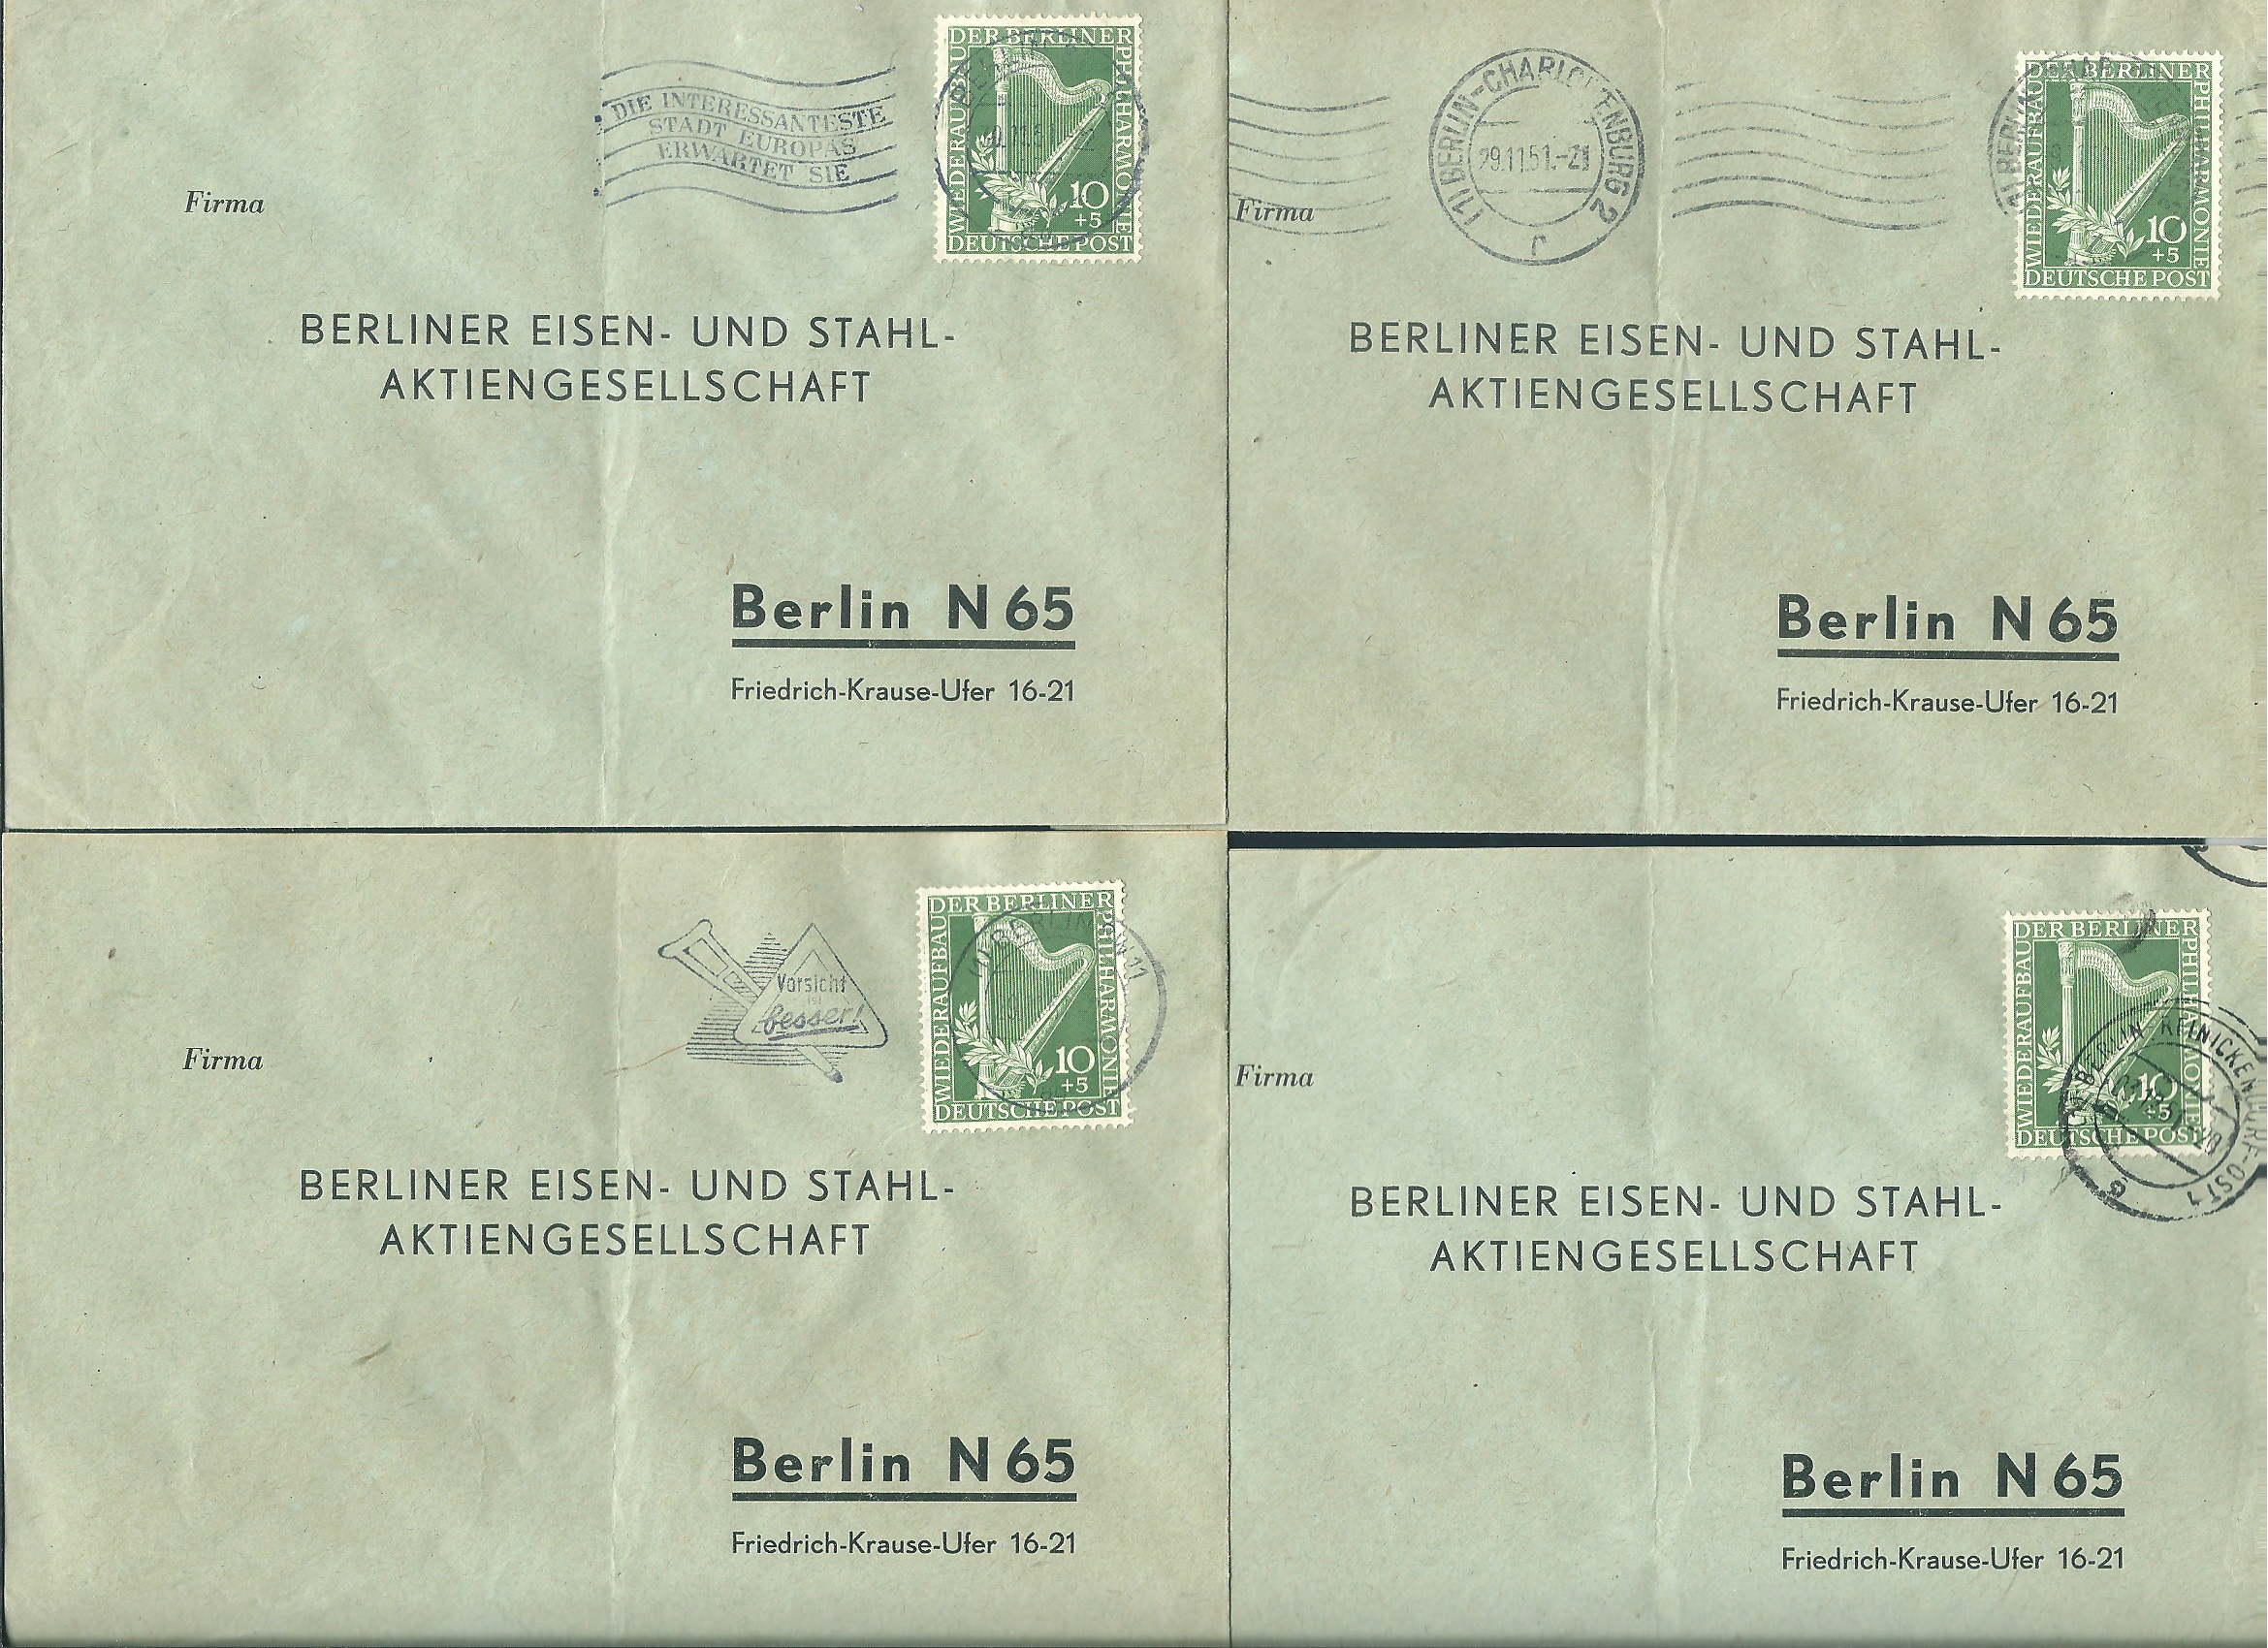 DIE INTERESSANTESTE
STADT EUROPAS
ERWARTET SIE
WIEDERAUFBAU
DER BERLINER
PHILHARMONIE
10
+5
DEUTSCHE POST
Firma
BERLINER EISEN- UND STAHL-
AKTIENGESELLSCHAFT
Berlin N 65
Friedrich-Krause-Ufer 16-21
(1) BERLIN-CHARLOTTENBURG 2
29.11.51.-21
r
WIEDERAUFBAU
DER BERLINER
PHILHARMONIE
10
+5
DEUTSCHE POST
Firma
BERLINER EISEN- UND STAHL-
AKTIENGESELLSCHAFT
Berlin N 65
Friedrich-Krause-Ufer 16-21
Vorsicht
ist
besser!
WIEDERAUFBAU
DER BERLINER
PHILHARMONIE
10
+5
DEUTSCHE POST
Firma
BERLINER EISEN- UND STAHL-
AKTIENGESELLSCHAFT
Berlin N 65
Friedrich-Krause-Ufer 16-21
WIEDERAUFBAU
DER BERLINER
PHILHARMONIE
10
+5
DEUTSCHE POST
BERLIN REINICKENDORF-OST 1
G
Firma
BERLINER EISEN- UND STAHL-
AKTIENGESELLSCHAFT
Berlin N 65
Friedrich-Krause-Ufer 16-21